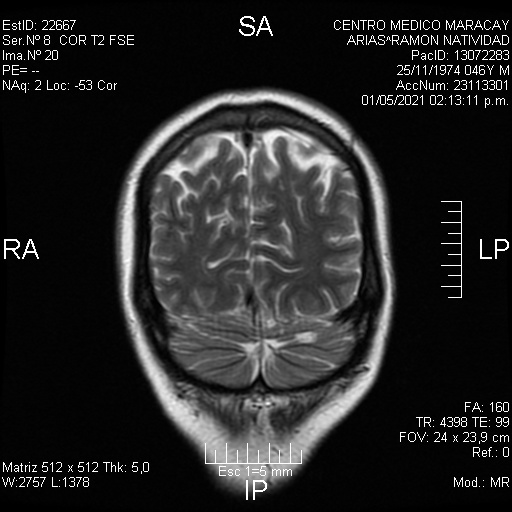 EstID: 22667
Ser.Nº 8 COR T2 FSE
Ima.Nº 20
PE= --
NAq: 2 Loc: -53 Cor
SA
CENTRO MEDICO MARACAY
ARIAS^RAMON NATIVIDAD
PacID: 13072283
25/11/1974 046Y M
AccNum: 23113301
01/05/2021 02:13:11 p.m.
RA
LP
FA: 160
TR: 4398 TE: 99
FOV: 24 x 23,9 cm
Ref.: 0
Mod.: MR
Matriz 512 x 512 Thk: 5,0
W:2757 L:1378
Esc 1=5 mm
IP